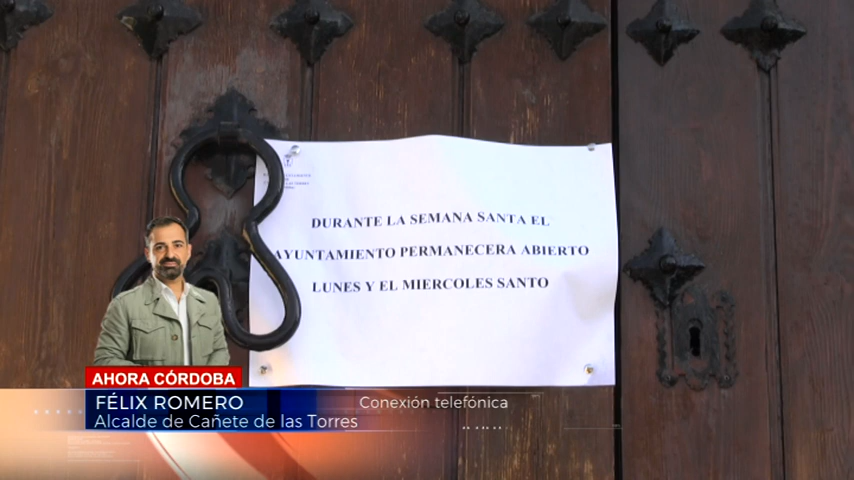 DURANTE LA SEMANA SANTA EL
AYUNTAMIENTO PERMANECERA ABIERTO
LUNES Y EL MIERCOLES SANTO
AHORA CÓRDOBA
FÉLIX ROMERO
Conexión telefónica
Alcalde de Cañete de las Torres